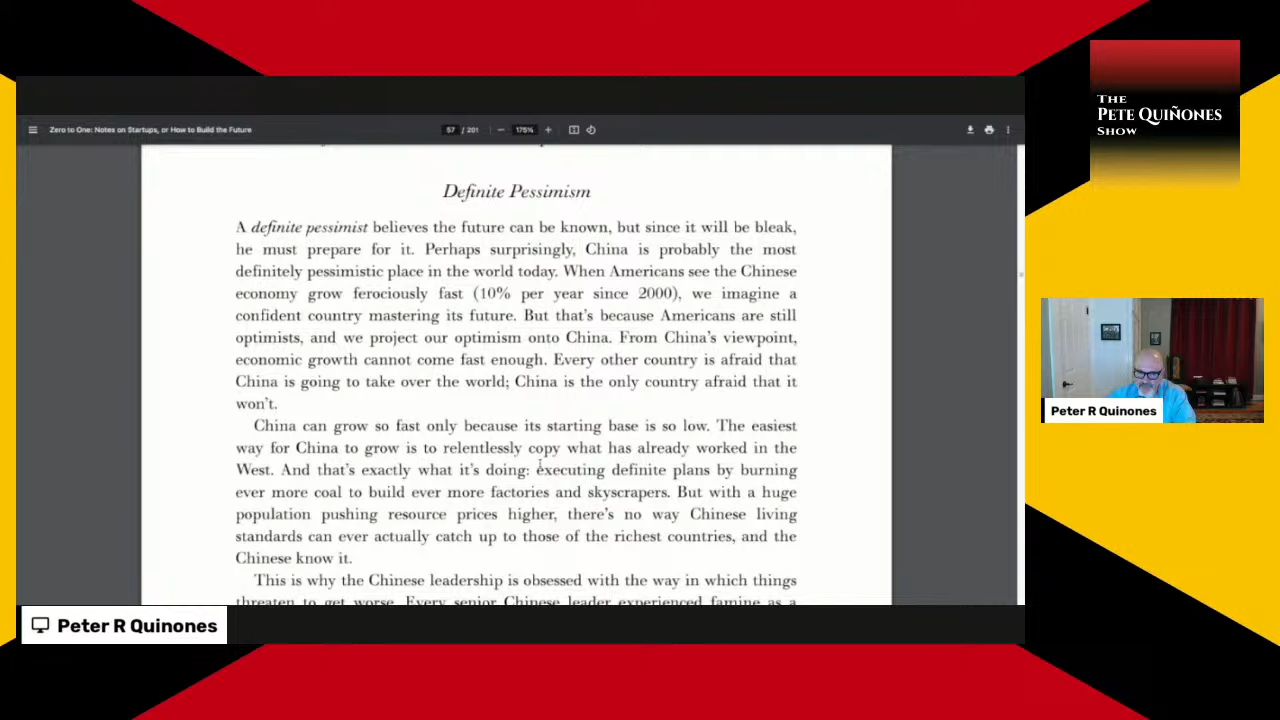 THE
PETE QUIÑONES
SHOW
Zero to One: Notes on Startups, or How to Build the Future
57 / 201
175%
Definite Pessimism
A definite pessimist believes the future can be known, but since it will be bleak,
he must prepare for it. Perhaps surprisingly, China is probably the most
definitely pessimistic place in the world today. When Americans see the Chinese
economy grow ferociously fast (10% per year since 2000), we imagine a
confident country mastering its future. But that’s because Americans are still
optimists, and we project our optimism onto China. From China’s viewpoint,
economic growth cannot come fast enough. Every other country is afraid that
China is going to take over the world; China is the only country afraid that it
won’t.
China can grow so fast only because its starting base is so low. The easiest
way for China to grow is to relentlessly copy what has already worked in the
West. And that’s exactly what it’s doing: executing definite plans by burning
ever more coal to build ever more factories and skyscrapers. But with a huge
population pushing resource prices higher, there’s no way Chinese living
standards can ever actually catch up to those of the richest countries, and the
Chinese know it.
This is why the Chinese leadership is obsessed with the way in which things
threaten to get worse. Every senior Chinese leader experienced famine as a
Peter R Quinones
Peter R Quinones